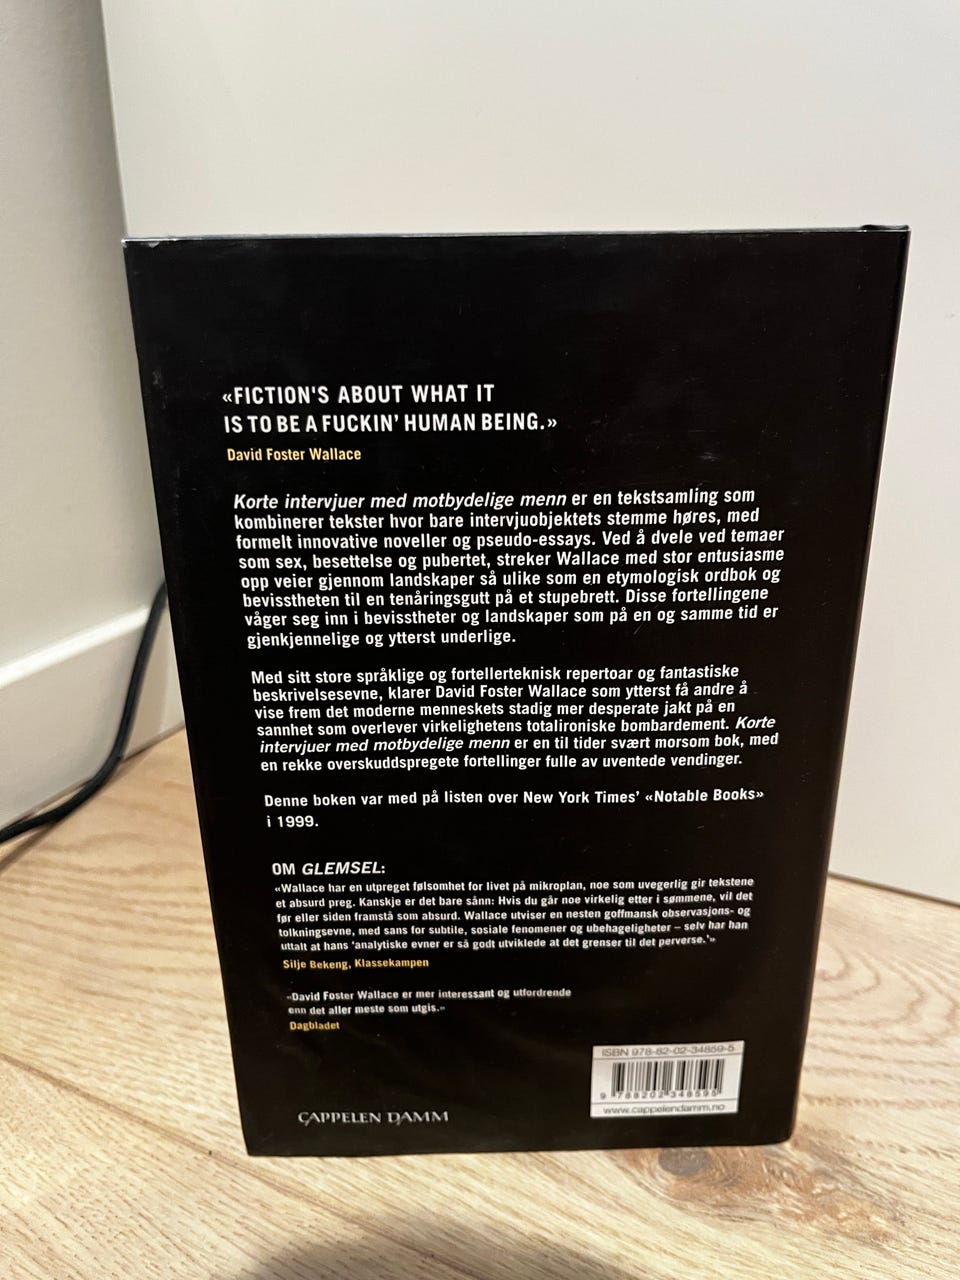 «FICTION'S ABOUT WHAT IT
IS TO BE A FUCKIN' HUMAN BEING.»
David Foster Wallace
Korte intervjuer med motbydelige menn er en tekstsamling som
kombinerer tekster hvor bare intervjuobjektets stemme høres, med
formelt innovative noveller og pseudo-essays. Ved å dvele ved temaer
som sex, besettelse og pubertet, streker Wallace med stor entusiasme
opp veier gjennom landskaper så ulike som en etymologisk ordbok og
bevisstheten til en tenåringsgutt på et stupebrett. Disse fortellingene
våger seg inn i bevisstheter og landskaper som på en og samme tid er
gjenkjennelige og ytterst underlige.
Med sitt store språklige og fortellerteknisk repertoar og fantastiske
beskrivelsesevne, klarer David Foster Wallace som ytterst få andre å
vise frem det moderne menneskets stadig mer desperate jakt på en
sannhet som overlever virkelighetens totalironiske bombardement. Korte
intervjuer med motbydelige menn er en til tider svært morsom bok, med
en rekke overskuddspregete fortellinger fulle av uventede vendinger.
Denne boken var med på listen over New York Times' «Notable Books»
i 1999.
OM GLEMSEL:
«Wallace har en utpreget følsomhet for livet på mikroplan, noe som uvegerlig gir tekstene
et absurd preg. Kanskje er det bare sånn: Hvis du går noe virkelig etter i sømmene, vil det
før eller siden framstå som absurd. Wallace utviser en nesten goffmansk observasjons- og
tolkningsevne, med sans for subtile, sosiale fenomener og ubehageligheter – selv har han
uttalt at hans 'analytiske evner er så godt utviklede at det grenser til det perverse.'»
Silje Bekeng, Klassekampen
«David Foster Wallace er mer interessant og utfordrende
enn det aller meste som utgis.»
Dagbladet
ISBN 978-82-02-34859-5
9 788202 348595
www.cappelendamm.no
CAPPELEN DAMM